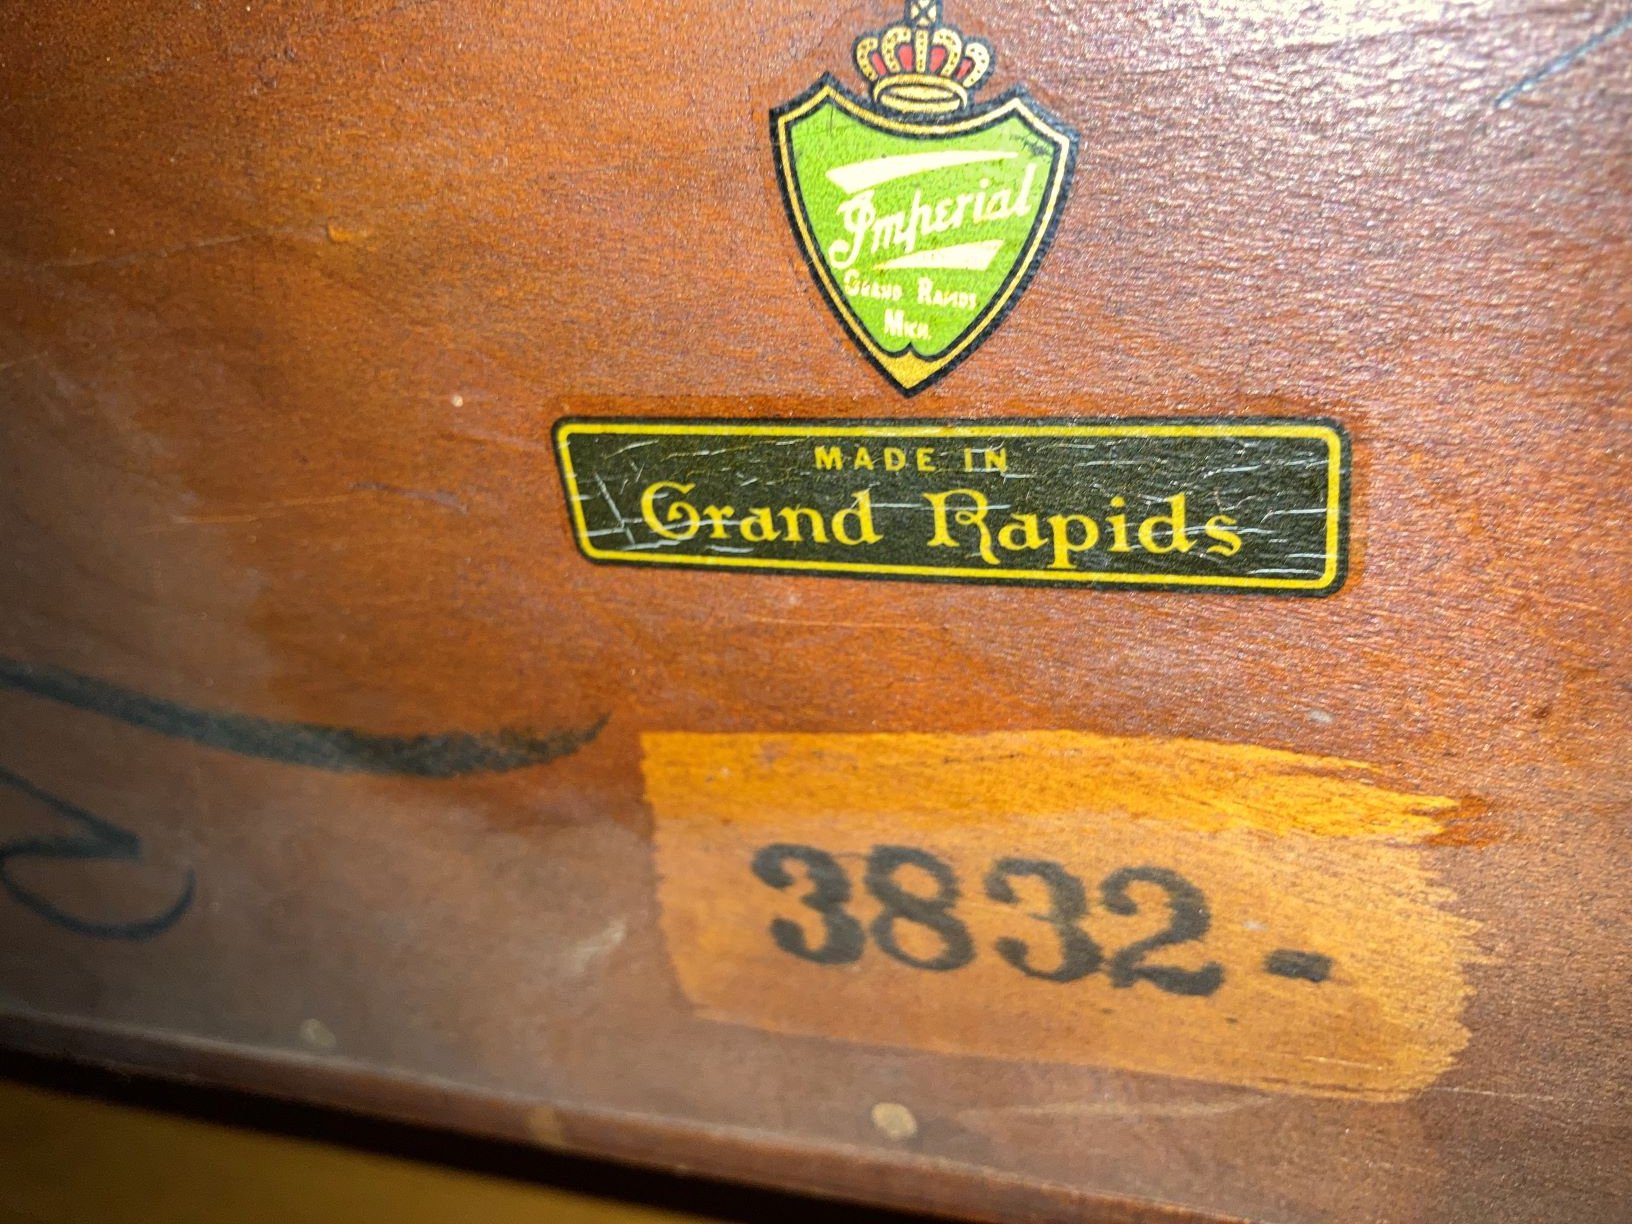 Imperial
GRAND RAPIDS
MICH.
MADE IN
Grand Rapids
3832-